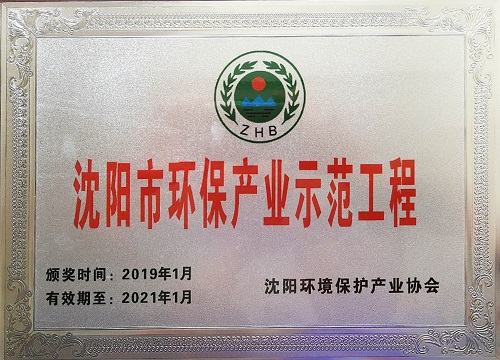 ZHB
沈阳市环保产业示范工程
颁奖时间：2019年1月
有效期至：2021年1月
沈阳环境保护产业协会